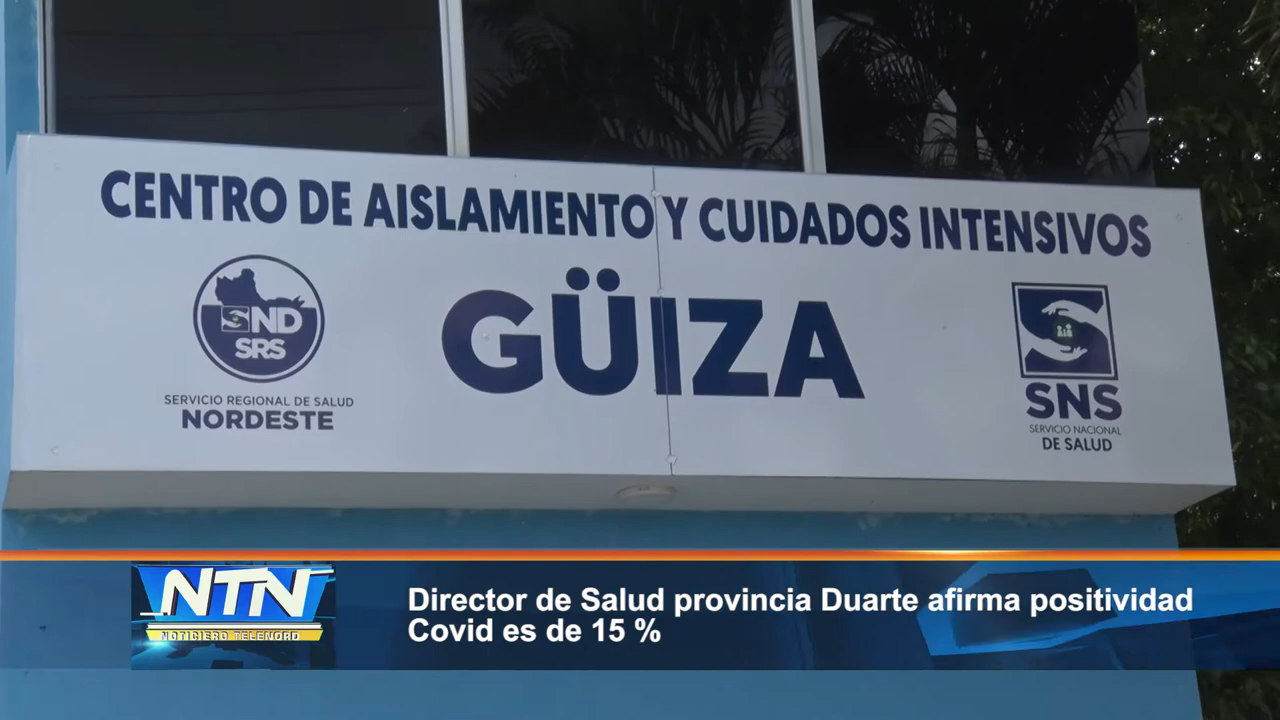 CENTRO DE AISLAMIENTO Y CUIDADOS INTENSIVOS
SND
SRS
SERVICIO REGIONAL DE SALUD
NORDESTE
GÜIZA
S
SNS
SERVICIO NACIONAL
DE SALUD
NTN
NOTICIERO TELENORD
Director de Salud provincia Duarte afirma positividad
Covid es de 15 %